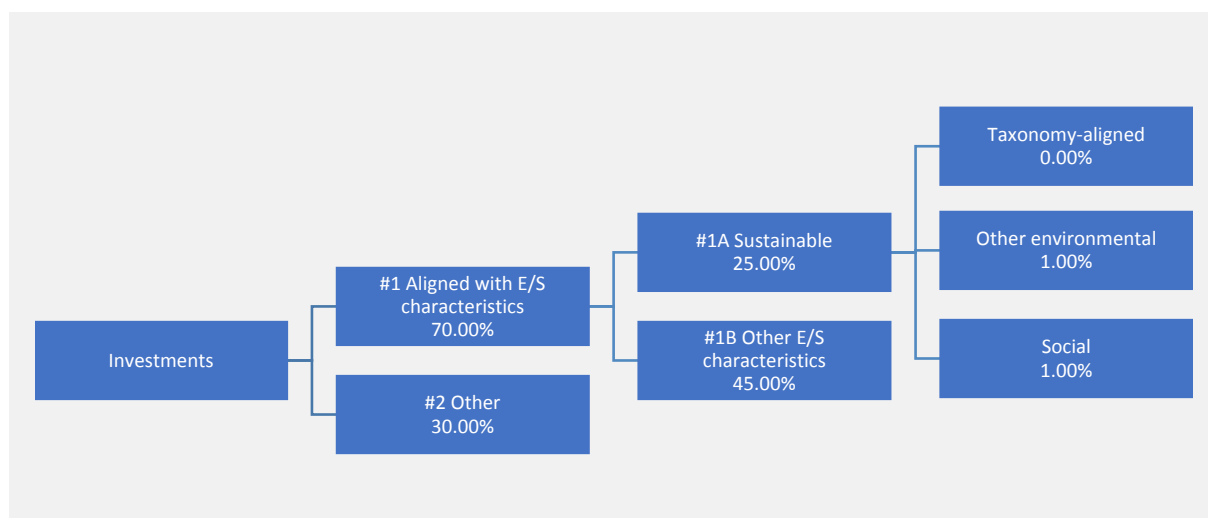 Investments
#1 Aligned with E/S
characteristics
70.00%
#2 Other
30.00%
#1A Sustainable
25.00%
#1B Other E/S
characteristics
45.00%
Taxonomy-aligned
0.00%
Other environmental
1.00%
Social
1.00%